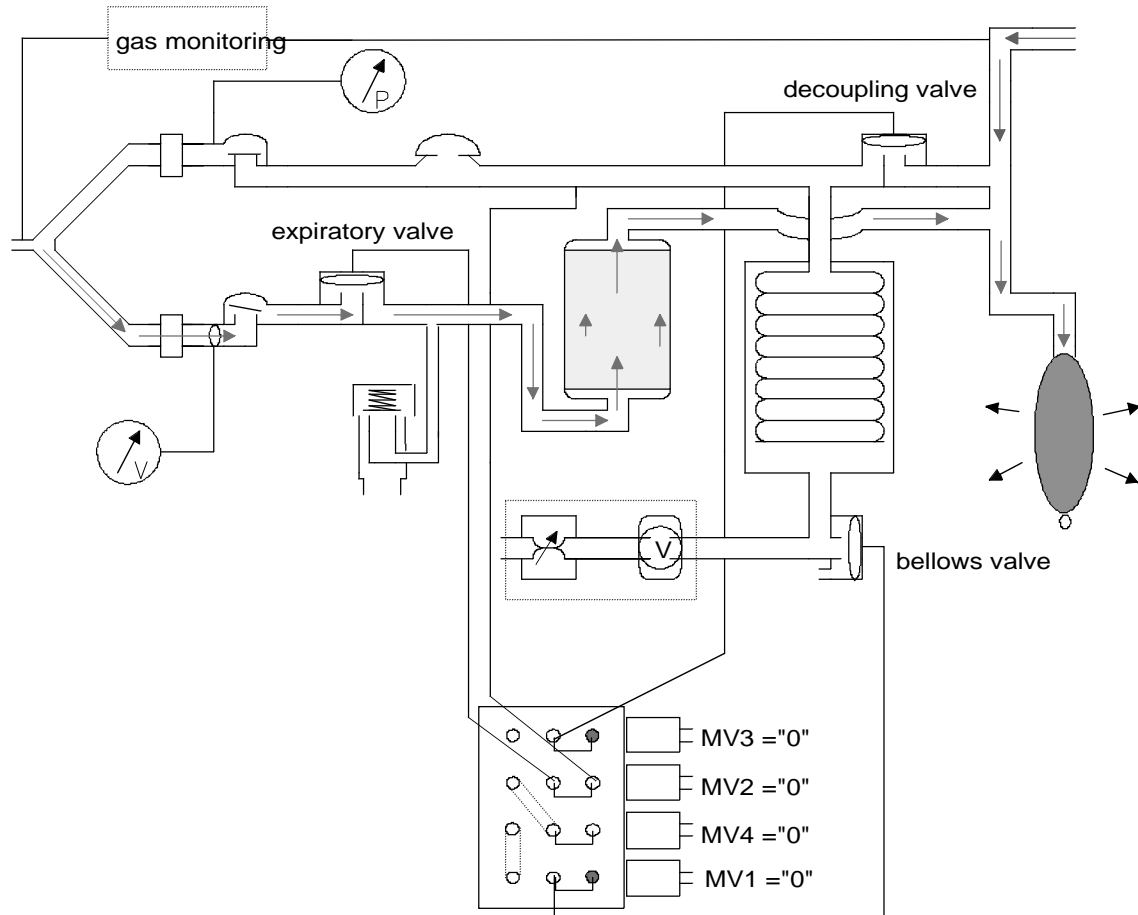 gas monitoring
P
decoupling valve
expiratory valve
V
V
bellows valve
MV3 ="0"
MV2 ="0"
MV4 ="0"
MV1 ="0"